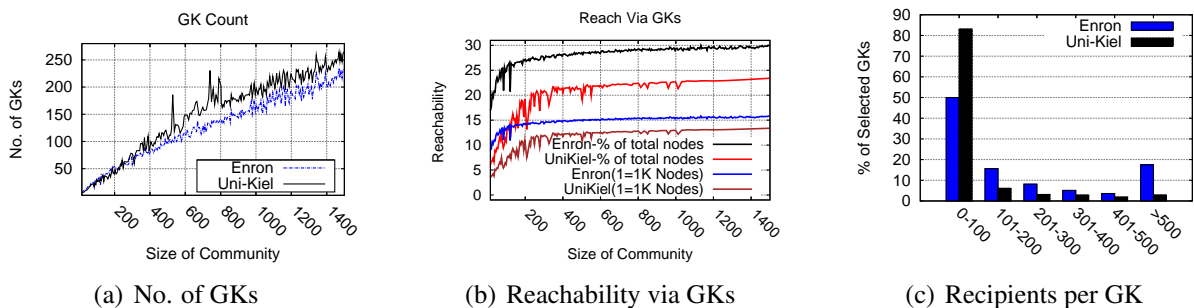 GK Count
No. of GKs
250
200
150
100
50
Enron
Uni-Kiel
200
400
600
800
1000
1200
1400
Size of Community
(a) No. of GKs
Reach Via GKs
Reachability
30
25
20
15
10
5
0
Enron-% of total nodes
UniKiel-% of total nodes
Enron(1=1K Nodes)
UniKiel(1=1K Nodes)
200
400
600
800
1000
1200
1400
Size of Community
(b) Reachability via GKs
% of Selected GKs
90
80
70
60
50
40
30
20
10
0
Enron
Uni-Kiel
0-100
101-200
201-300
301-400
401-500
>500
(c) Recipients per GK